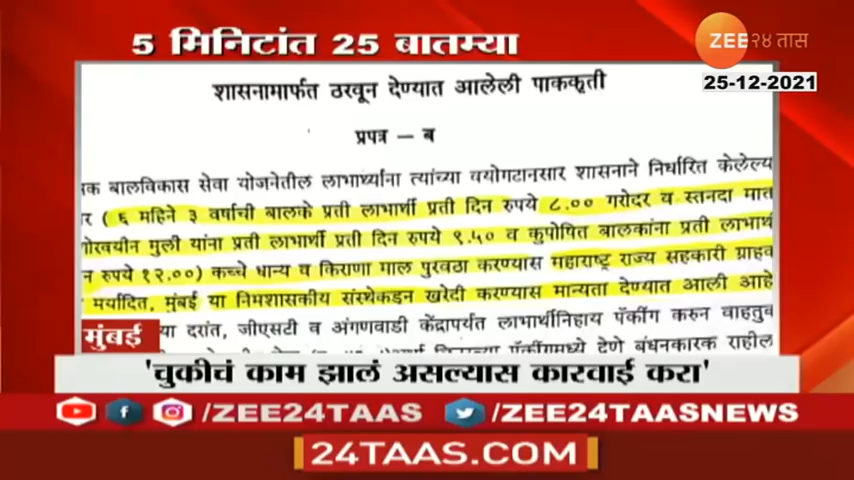 5 मिनिटांत 25 बातम्या
ZEE २४ तास
25-12-2021
शासनामार्फत ठरवून देण्यात आलेली पाककृती
प्रपत्र – ब
बालविकास सेवा योजनेतील लाभार्थ्यांना त्यांच्या वयोगटानसार शासनाने निर्धारित केलेल्य
( ६ महिने ३ वर्षाची बालके प्रती लाभार्थी प्रती दिन रुपये ८.०० गरोदर व स्तनदा मात
मुली यांना प्रती लाभार्थी प्रती दिन रुपये ९.५० व कुपोषित बालकांना प्रती लाभार्थ
रुपये १२.००) कच्चे धान्य व किराणा माल पुरवठा करण्यास महाराष्ट्र राज्य सहकारी ग्राहव
मर्यादित, मुंबई या निमशासकीय संस्थेकडन खरेदी करण्यास मान्यता देण्यात आली आहे
या दरांत, जीएसटी व अंगणवाडी केंद्रापर्यत लाभार्थीनिहाय पॅकींग करुन वाहतुव
पॅकींगमध्ये देणे बंधनकारक राहील
मुंबई
'चुकीचं काम झालं असल्यास कारवाई करा'
/ZEE24TAAS /ZEE24TAASNEWS
24TAAS.COM